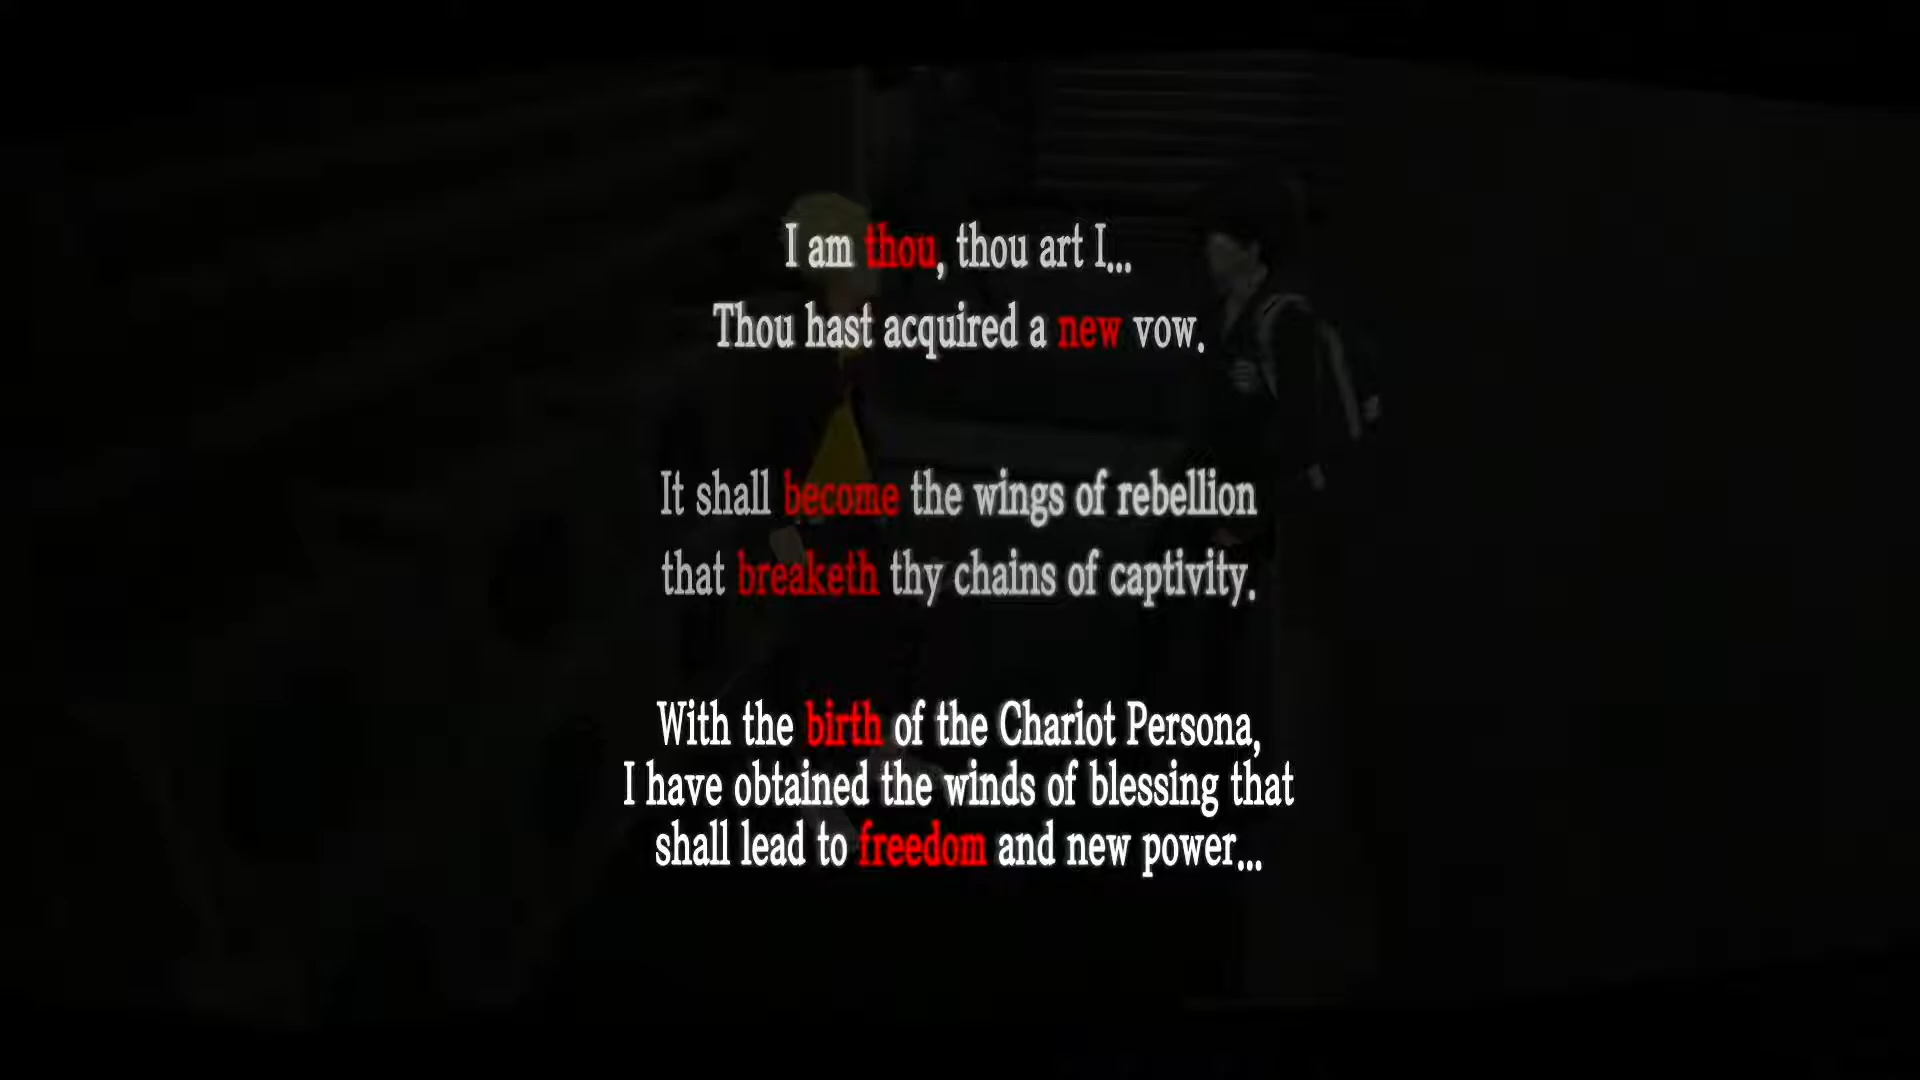 I am thou, thou art I...
Thou hast acquired a new vow.
It shall become the wings of rebellion
that breaketh thy chains of captivity.
With the birth of the Chariot Persona,
I have obtained the winds of blessing that
shall lead to freedom and new power...